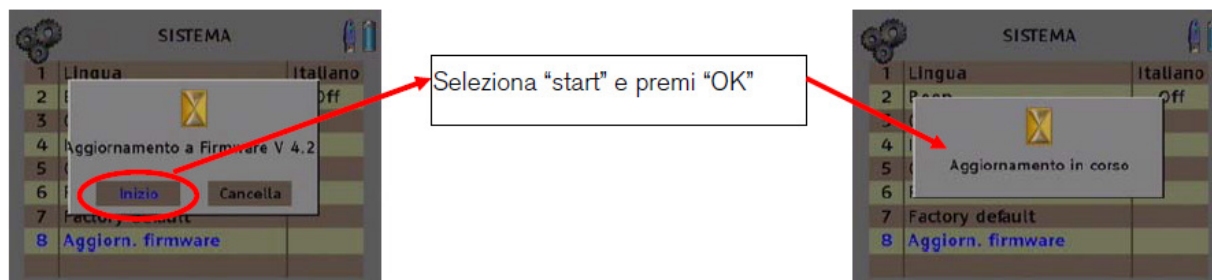 SISTEMA
1 Lingua Italiano
2 Off
3
4
Aggiornamento a Firmware V 4.2
5
6
Inizio Cancella
7 Factory default
8 Aggiorn. firmware
Seleziona “start” e premi “OK”
SISTEMA
1 Lingua Italiano
2 Beep Off
3
4
5
Aggiornamento in corso
6
7 Factory default
8 Aggiorn. firmware